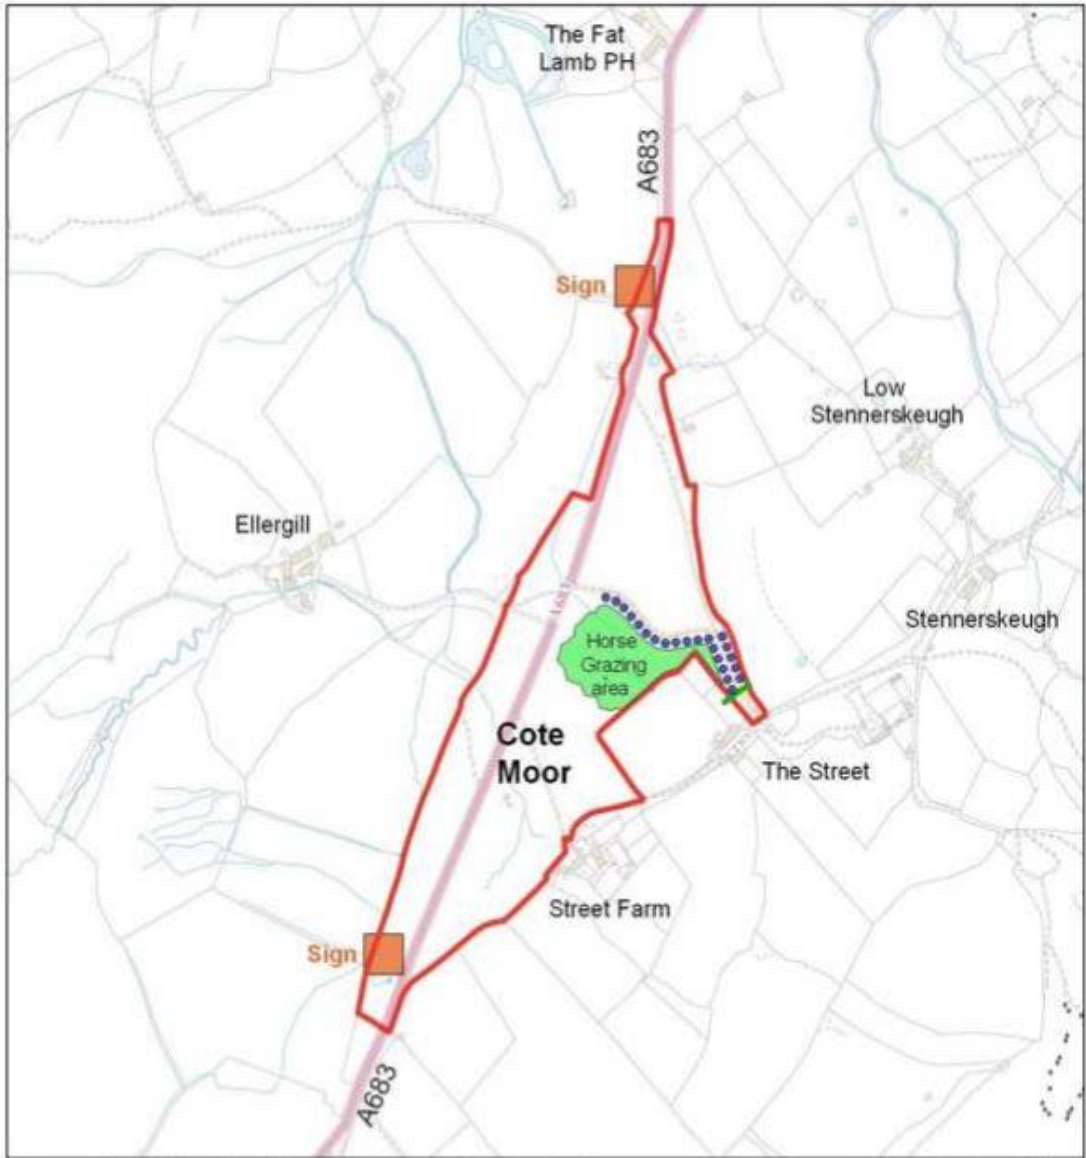 The Fat
Lamb PH
A683
Sign
Low
Stennerskeugh
Ellergill
A683
Stennerskeugh
Horse
Grazing
area
Cote
Moor
The Street
Street Farm
Sign
A683